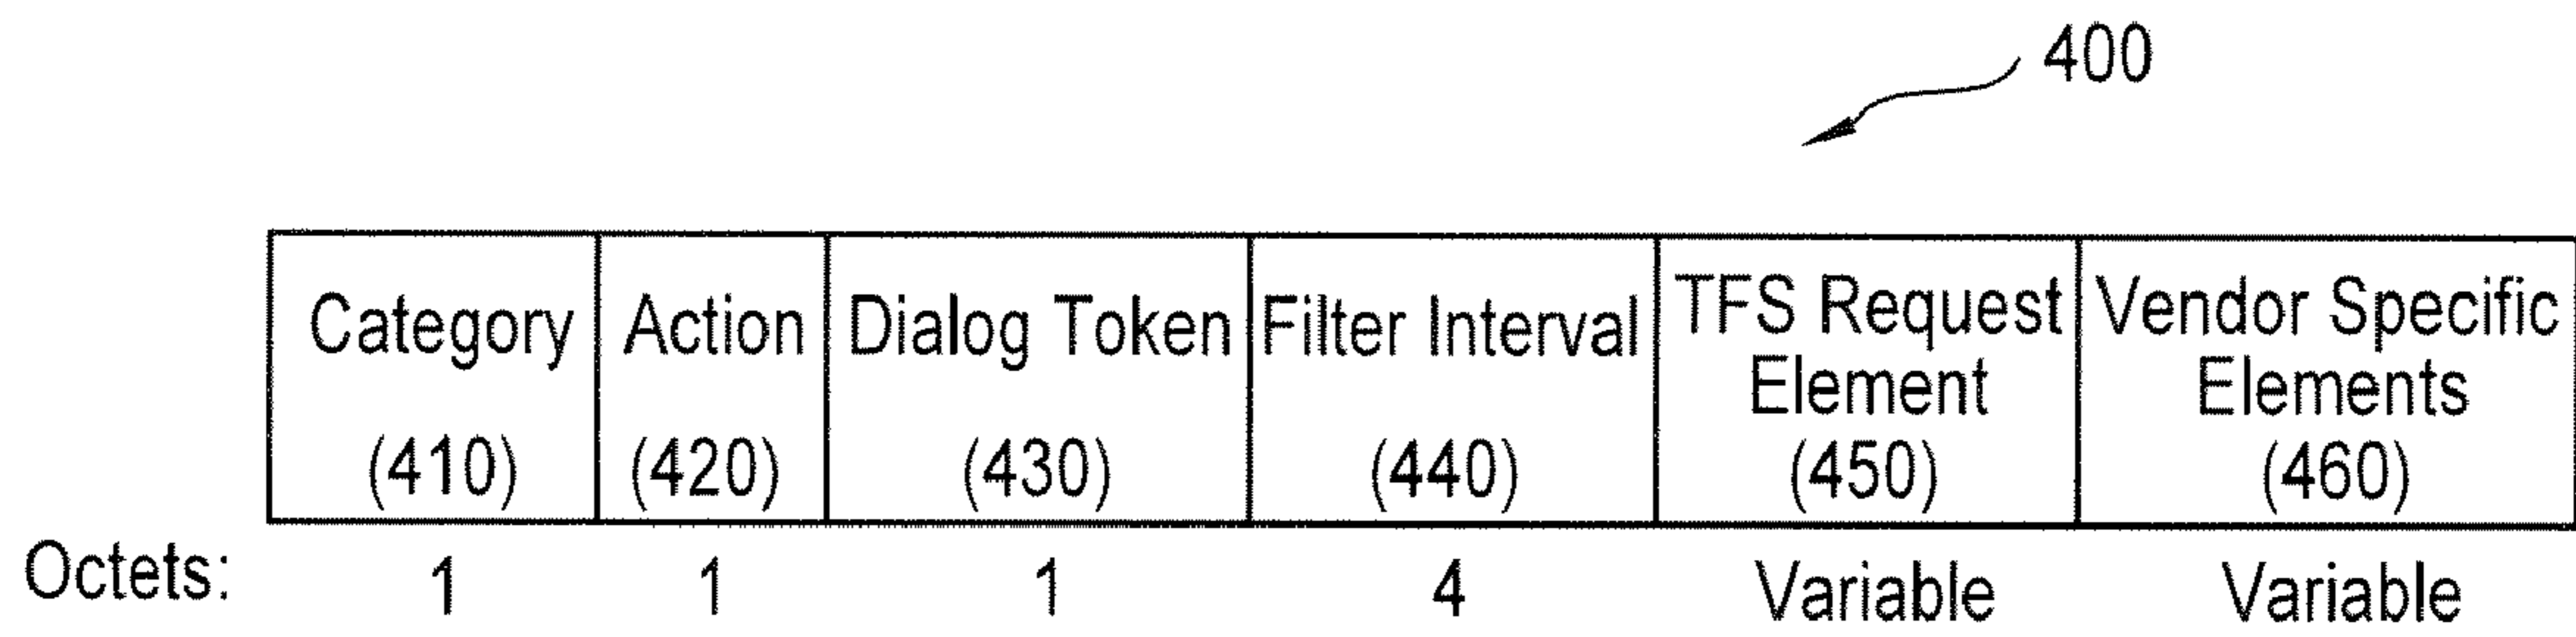 400
Category Action Dialog Token Filter Interval TFS Request Element Vendor Specific Elements
(410) (420) (430) (440) (450) (460)
Octets: 1 1 1 4 Variable Variable